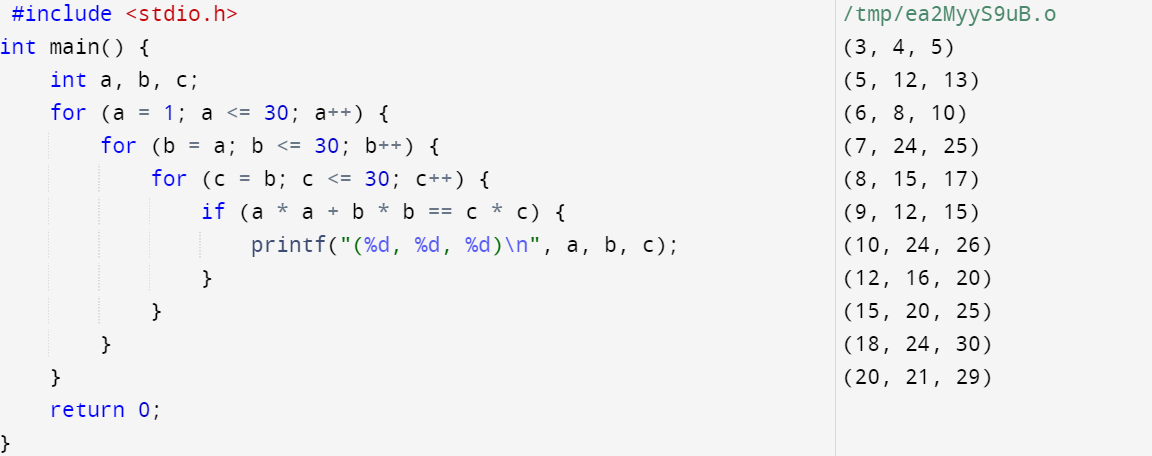 #include <stdio.h>
int main() {
    int a, b, c;
    for (a = 1; a <= 30; a++) {
        for (b = a; b <= 30; b++) {
            for (c = b; c <= 30; c++) {
                if (a * a + b * b == c * c) {
                    printf("(%d, %d, %d)\n", a, b, c);
                }
            }
        }
    }
    return 0;
}
/tmp/ea2MyyS9uB.o
(3, 4, 5)
(5, 12, 13)
(6, 8, 10)
(7, 24, 25)
(8, 15, 17)
(9, 12, 15)
(10, 24, 26)
(12, 16, 20)
(15, 20, 25)
(18, 24, 30)
(20, 21, 29)